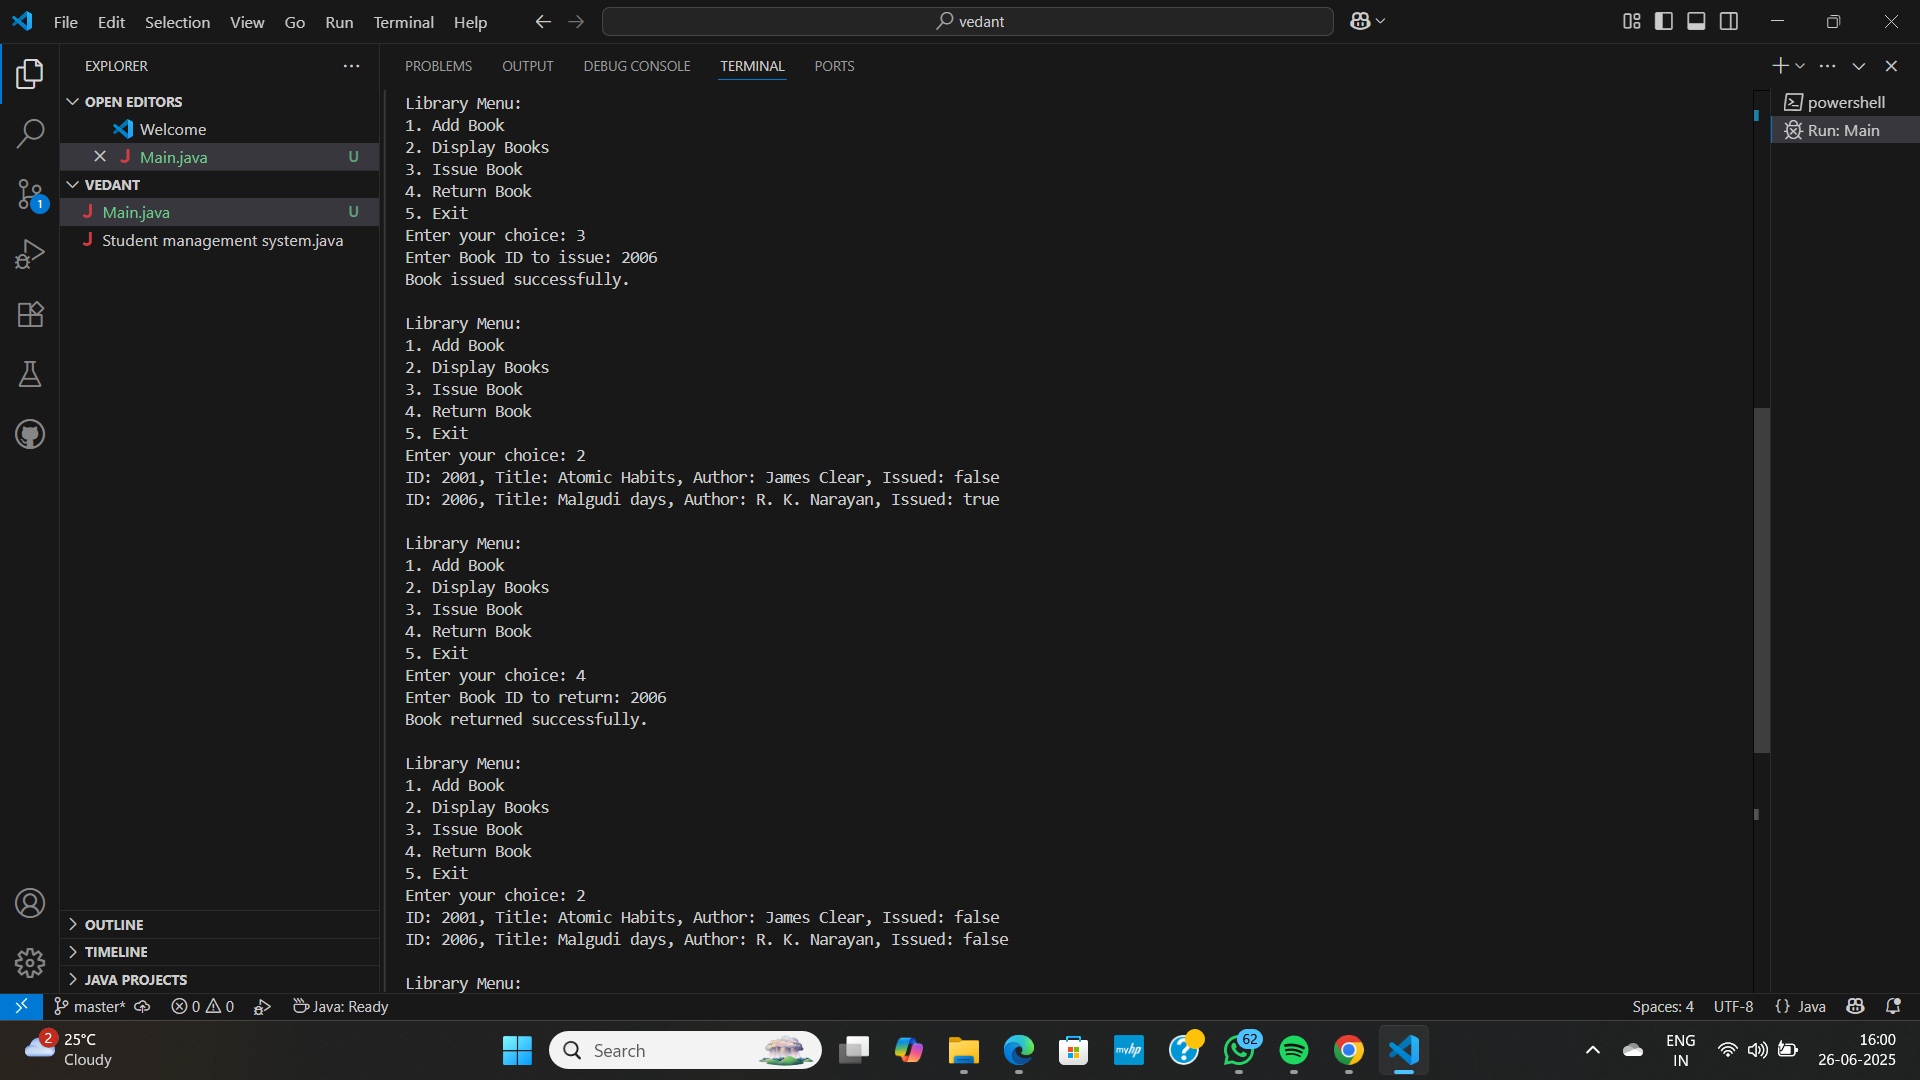 File Edit Selection View Go Run Terminal Help
vedant
EXPLORER
OPEN EDITORS
Welcome
Main.java U
VEDANT
Main.java U
Student management system.java
1
OUTLINE
TIMELINE
JAVA PROJECTS
PROBLEMS OUTPUT DEBUG CONSOLE TERMINAL PORTS
Library Menu:
1. Add Book
2. Display Books
3. Issue Book
4. Return Book
5. Exit
Enter your choice: 3
Enter Book ID to issue: 2006
Book issued successfully.
Library Menu:
1. Add Book
2. Display Books
3. Issue Book
4. Return Book
5. Exit
Enter your choice: 2
ID: 2001, Title: Atomic Habits, Author: James Clear, Issued: false
ID: 2006, Title: Malgudi days, Author: R. K. Narayan, Issued: true
Library Menu:
1. Add Book
2. Display Books
3. Issue Book
4. Return Book
5. Exit
Enter your choice: 4
Enter Book ID to return: 2006
Book returned successfully.
Library Menu:
1. Add Book
2. Display Books
3. Issue Book
4. Return Book
5. Exit
Enter your choice: 2
ID: 2001, Title: Atomic Habits, Author: James Clear, Issued: false
ID: 2006, Title: Malgudi days, Author: R. K. Narayan, Issued: false
Library Menu:
powershell
Run: Main
master* 0 0 Java: Ready
Spaces: 4 UTF-8 {} Java
2
25°C
Cloudy
Search
myhp
62
ENG
IN
16:00
26-06-2025